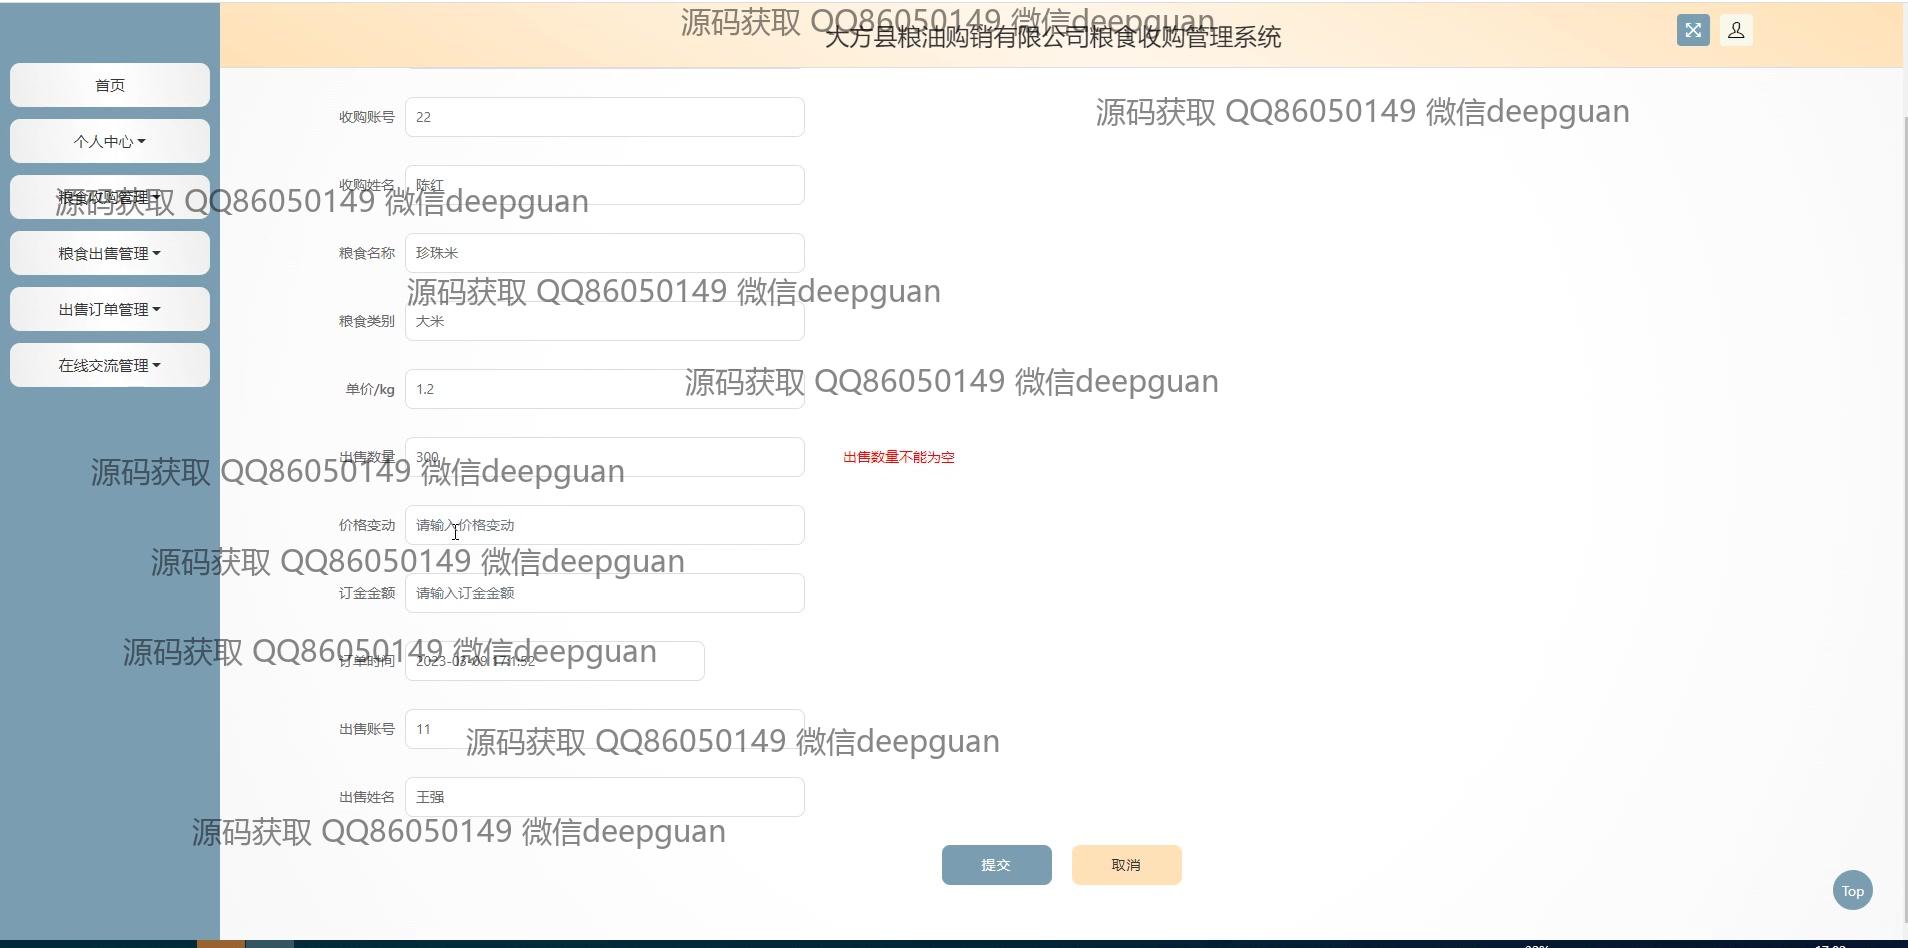 源码获取 QQ86050149 微信deepguan
大方县粮油购销有限公司粮食收购管理系统
首页
个人中心
粮食收购管理
粮食出售管理
出售订单管理
在线交流管理
源码获取 QQ86050149 微信deepguan
收购账号 22
收购姓名 陈红
源码获取 QQ86050149 微信deepguan
粮食名称 珍珠米
源码获取 QQ86050149 微信deepguan
粮食类别 大米
单价/kg 1.2
源码获取 QQ86050149 微信deepguan
出售数量 300 出售数量不能为空
源码获取 QQ86050149 微信deepguan
价格变动 请输入价格变动
源码获取 QQ86050149 微信deepguan
订金金额 请输入订金金额
源码获取 QQ86050149 微信deepguan
订单时间
出售账号 11
源码获取 QQ86050149 微信deepguan
出售姓名 王强
源码获取 QQ86050149 微信deepguan
提交 取消
Top